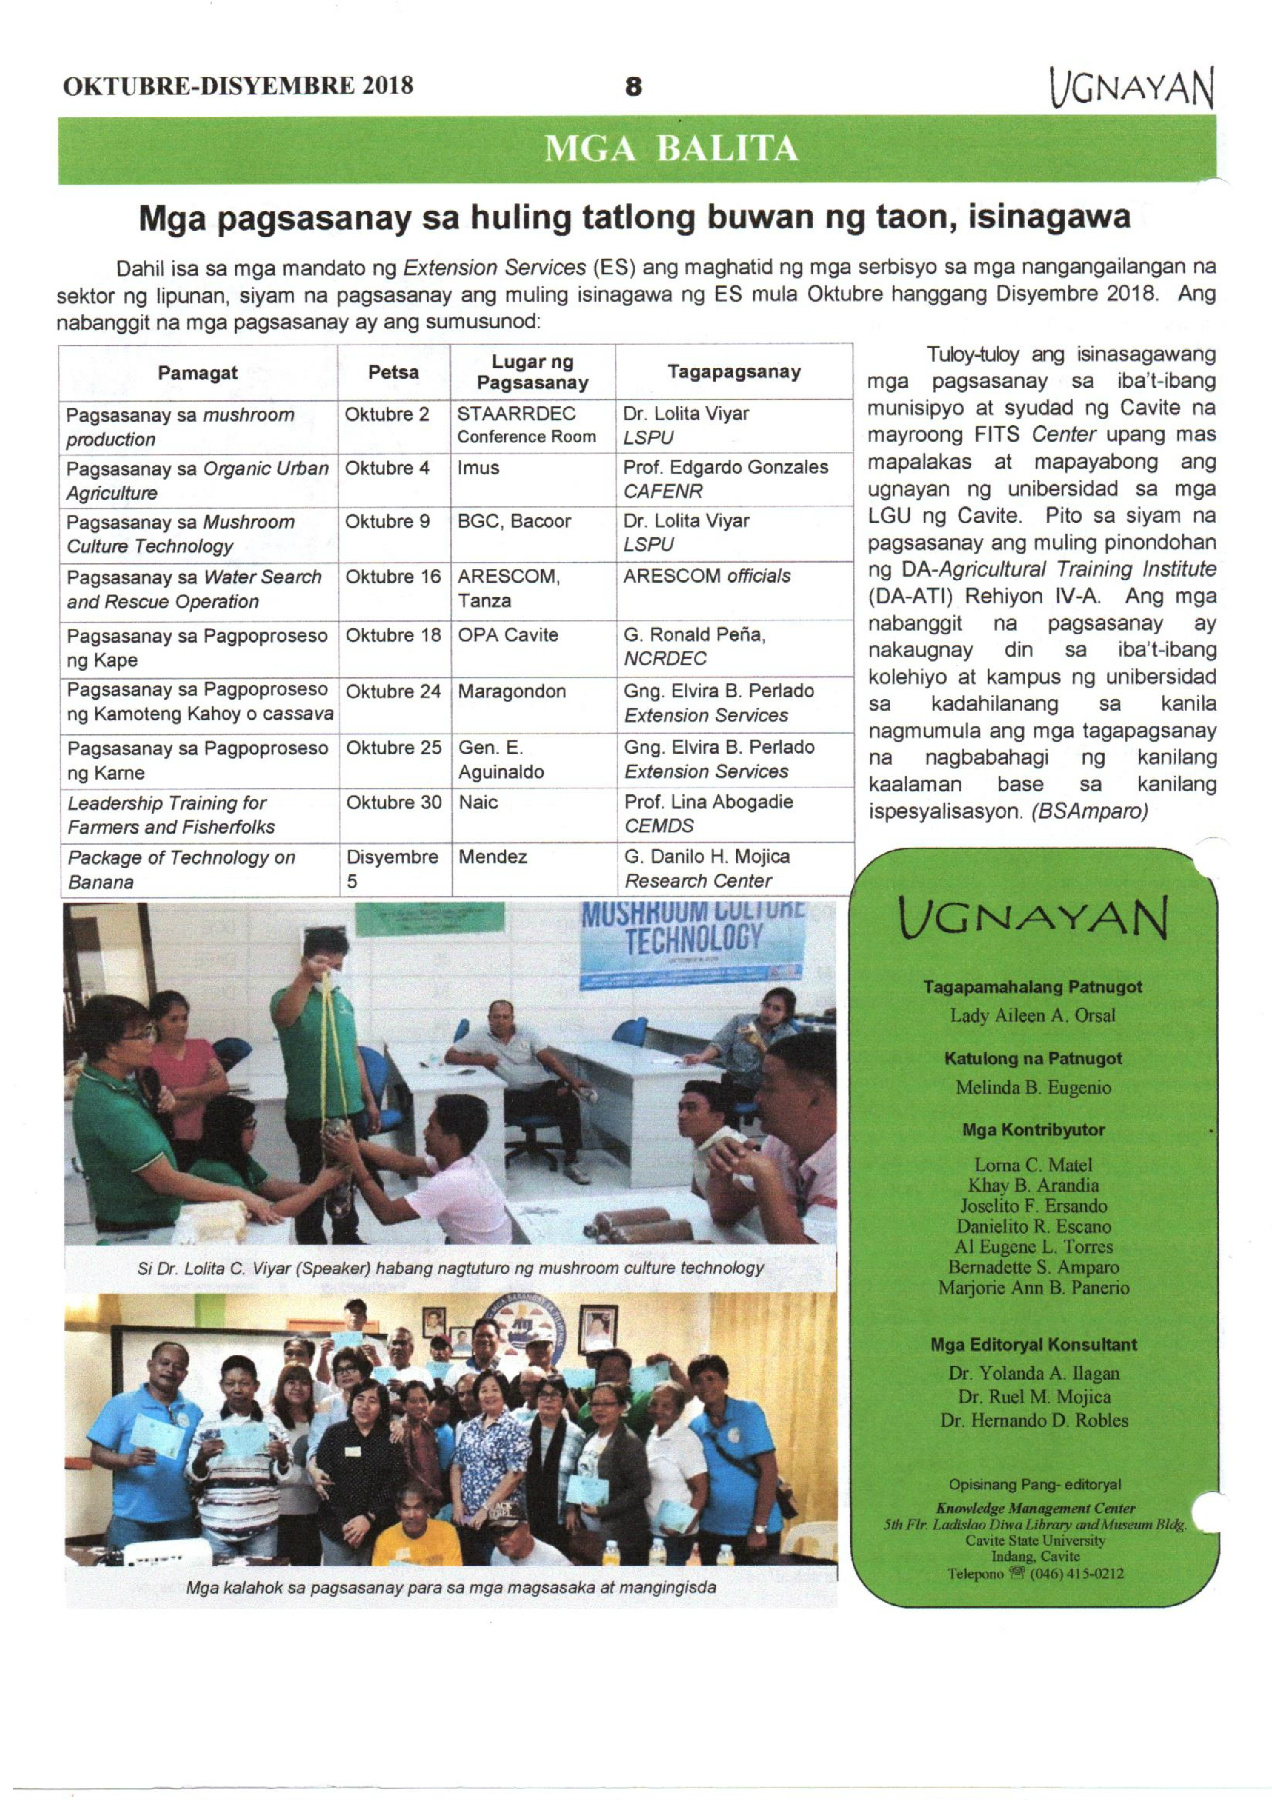 OKTUBRE-DISYEMBRE 2018 8 UGNAYAN
MGA BALITA
Mga pagsasanay sa huling tatlong buwan ng taon, isinagawa
Dahil isa sa mga mandato ng Extension Services (ES) ang maghatid ng mga serbisyo sa mga nangangailangan na
sektor ng lipunan, siyam na pagsasanay ang muling isinagawa ng ES mula Oktubre hanggang Disyembre 2018. Ang
nabanggit na mga pagsasanay ay ang sumusunod:
Pamagat Petsa Lugar ng Pagsasanay Tagapagsanay
Pagsasanay sa mushroom Oktubre 2 STAARRDEC Dr. Lolita Viyar
production Conference Room LSPU
Pagsasanay sa Organic Urban Oktubre 4 Imus Prof. Edgardo Gonzales
Agriculture CAFENR
Pagsasanay sa Mushroom Oktubre 9 BGC, Bacoor Dr. Lolita Viyar
Culture Technology LSPU
Pagsasanay sa Water Search Oktubre 16 ARESCOM, ARESCOM officials
and Rescue Operation Tanza
Pagsasanay sa Pagpoproseso Oktubre 18 OPA Cavite G. Ronald Peña,
ng Kape NCRDEC
Pagsasanay sa Pagpoproseso Oktubre 24 Maragondon Gng. Elvira B. Perlado
ng Kamoteng Kahoy o cassava Extension Services
Pagsasanay sa Pagpoproseso Oktubre 25 Gen. E. Gng. Elvira B. Perlado
ng Karne Aguinaldo Extension Services
Leadership Training for Oktubre 30 Naic Prof. Lina Abogadie
Farmers and Fisherfolks CEMDS
Package of Technology on Disyembre Mendez G. Danilo H. Mojica
Banana 5 Research Center
Tuloy-tuloy ang isinasagawang
mga pagsasanay sa iba't-ibang
munisipyo at syudad ng Cavite na
mayroong FITS Center upang mas
mapalakas at mapayabong ang
ugnayan ng unibersidad sa mga
LGU ng Cavite. Pito sa siyam na
pagsasanay ang muling pinondohan
ng DA-Agricultural Training Institute
(DA-ATI) Rehiyon IV-A. Ang mga
nabanggit na pagsasanay ay
nakaugnay din sa iba't-ibang
kolehiyo at kampus ng unibersidad
sa kadahilanang sa kanila
nagmumula ang mga tagapagsanay
na nagbabahagi ng kanilang
kaalaman base sa kanilang
ispesyalisasyon. (BSAmparo)
MUSHROOM CULTURE
TECHNOLOGY
Si Dr. Lolita C. Viyar (Speaker) habang nagtuturo ng mushroom culture technology
Mga kalahok sa pagsasanay para sa mga magsasaka at mangingisda
UGNAYAN
Tagapamahalang Patnugot
Lady Aileen A. Orsal
Katulong na Patnugot
Melinda B. Eugenio
Mga Kontribyutor
Lorna C. Matel
Khay B. Arandia
Joselito F. Ersando
Danielito R. Escano
Al Eugene L. Torres
Bernadette S. Amparo
Marjorie Ann B. Panerio
Mga Editoryal Konsultant
Dr. Yolanda A. Ilagan
Dr. Ruel M. Mojica
Dr. Hernando D. Robles
Opisinang Pang- editoryal
Knowledge Management Center
5th Flr. Ladislao Diwa Library and Museum Bldg.
Cavite State University
Indang, Cavite
Telepono ☏ (046) 415-0212